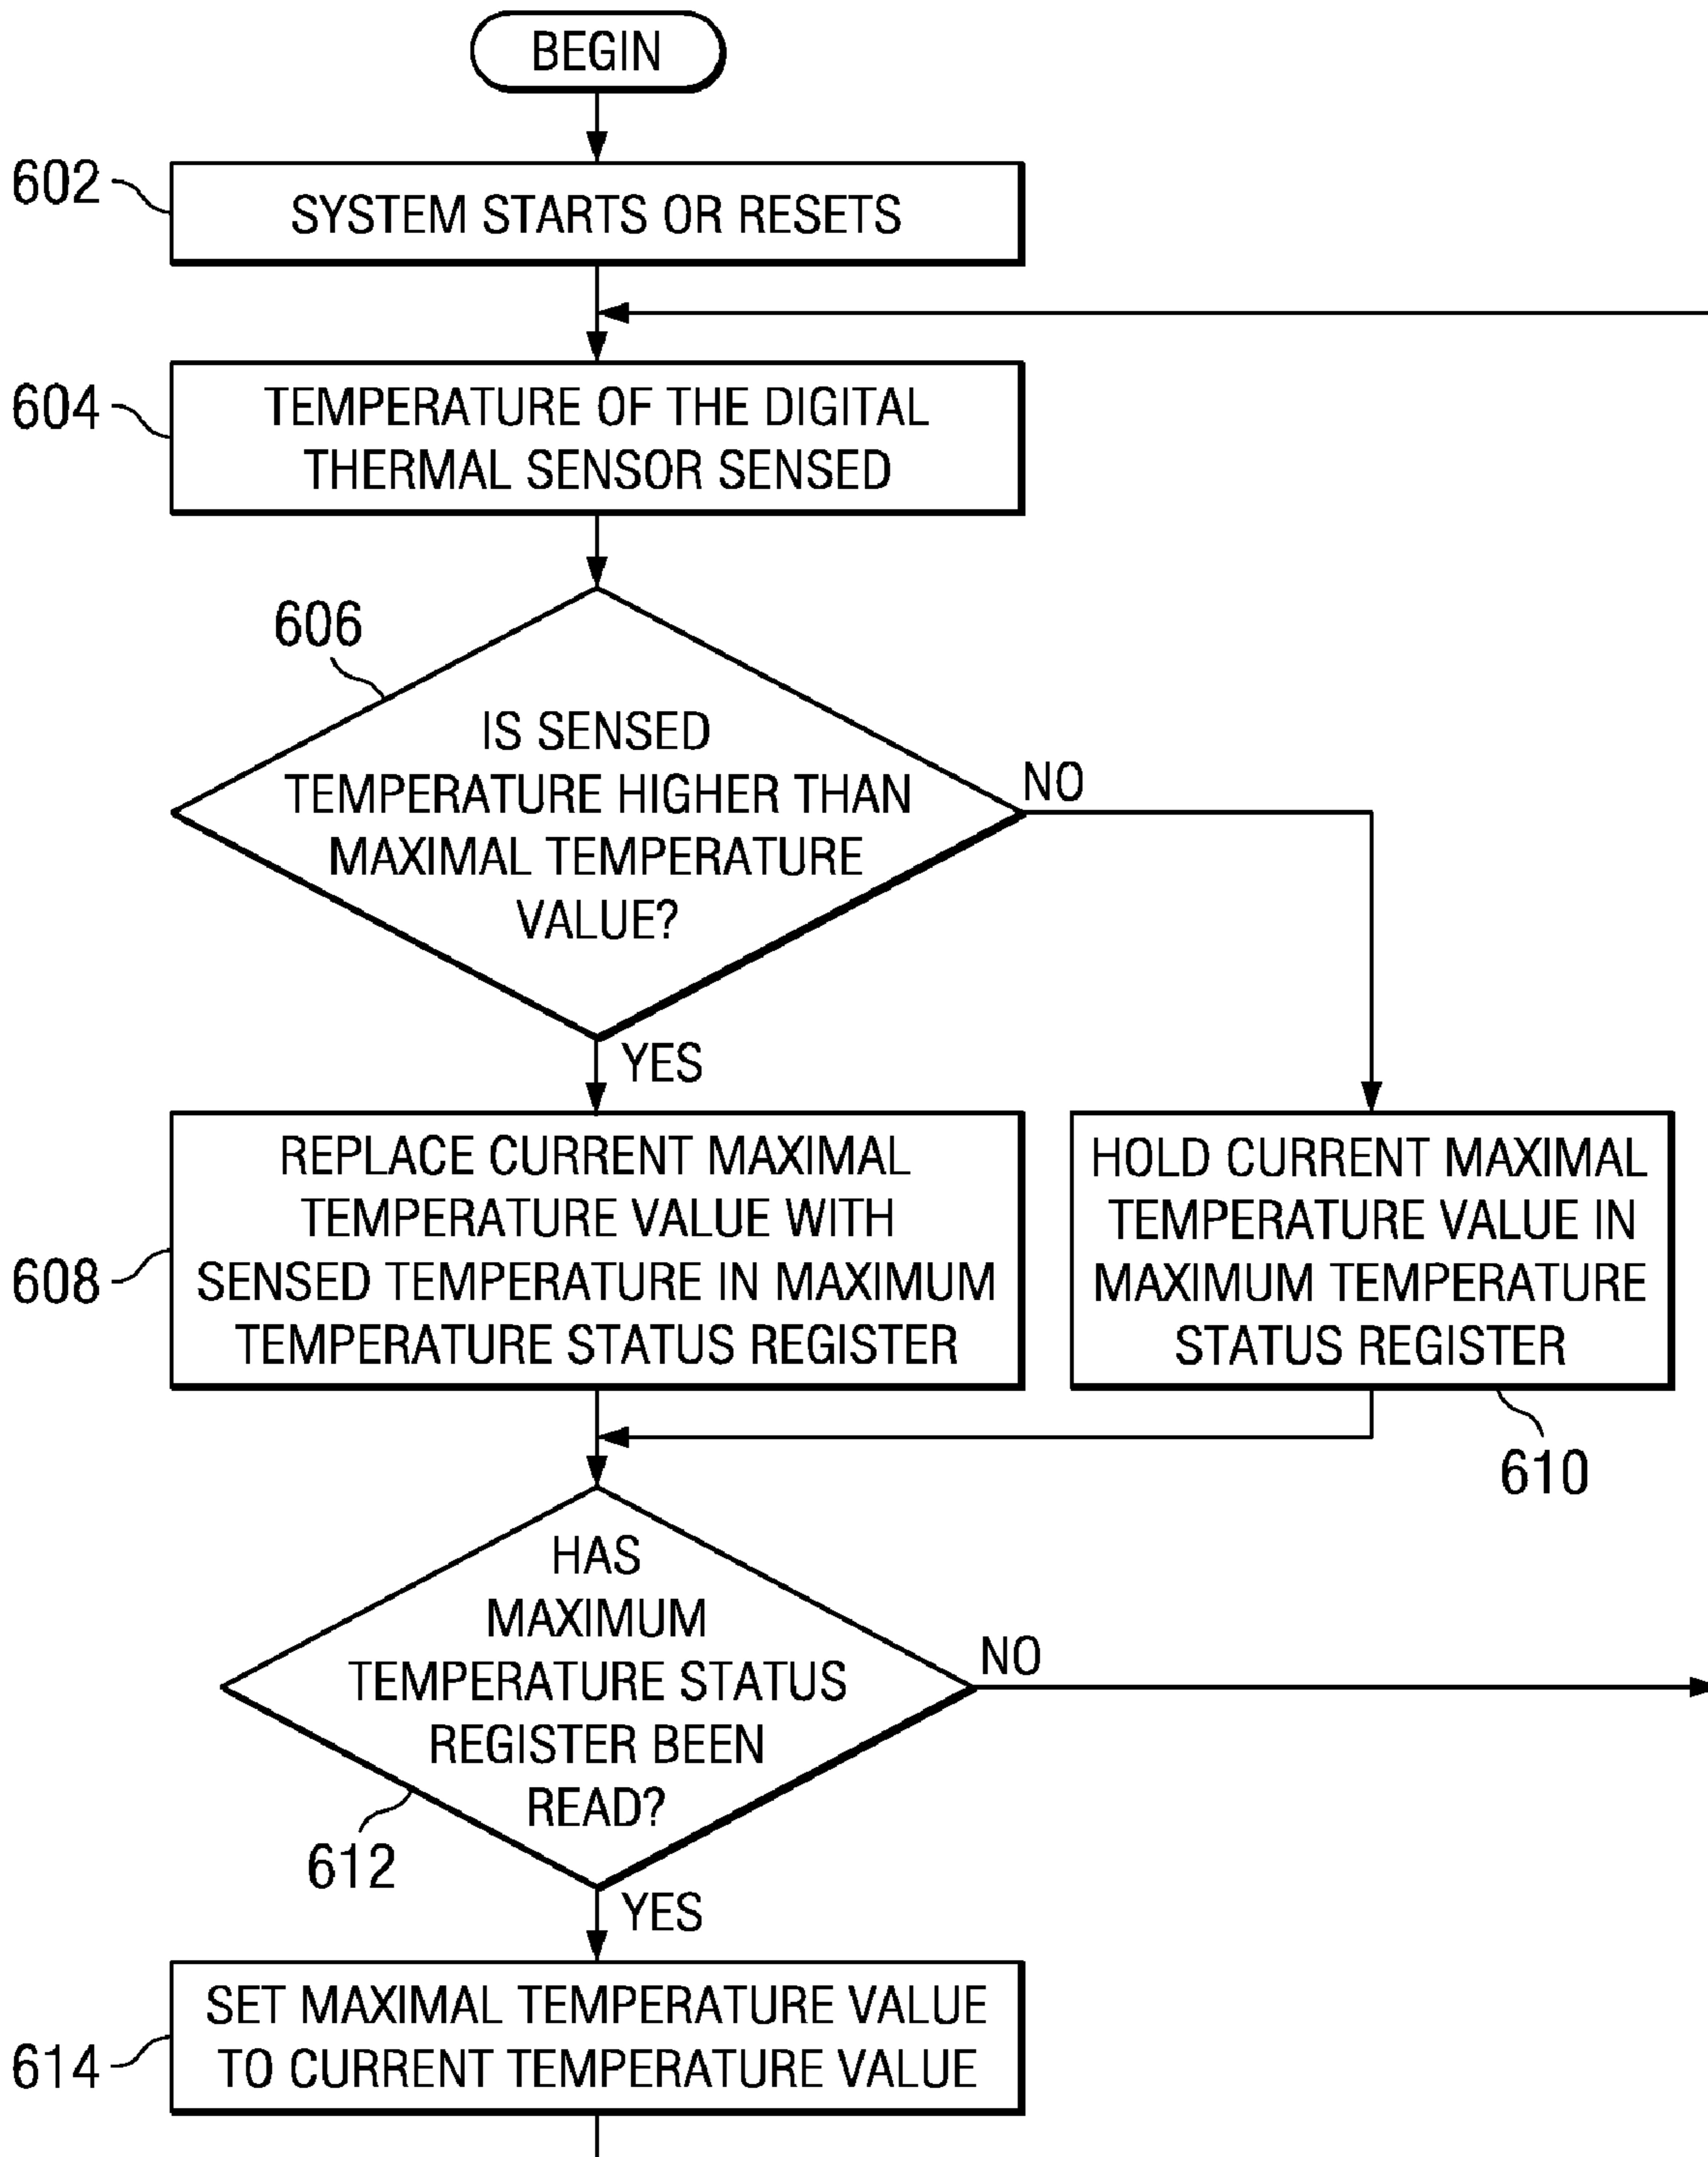 BEGIN
602
SYSTEM STARTS OR RESETS
604
TEMPERATURE OF THE DIGITAL
THERMAL SENSOR SENSED
606
IS SENSED
TEMPERATURE HIGHER THAN
MAXIMAL TEMPERATURE
VALUE?
NO
YES
608
REPLACE CURRENT MAXIMAL
TEMPERATURE VALUE WITH
SENSED TEMPERATURE IN MAXIMUM
TEMPERATURE STATUS REGISTER
HOLD CURRENT MAXIMAL
TEMPERATURE VALUE IN
MAXIMUM TEMPERATURE
STATUS REGISTER
610
HAS
MAXIMUM
TEMPERATURE STATUS
REGISTER BEEN
READ?
NO
612
YES
614
SET MAXIMAL TEMPERATURE VALUE
TO CURRENT TEMPERATURE VALUE